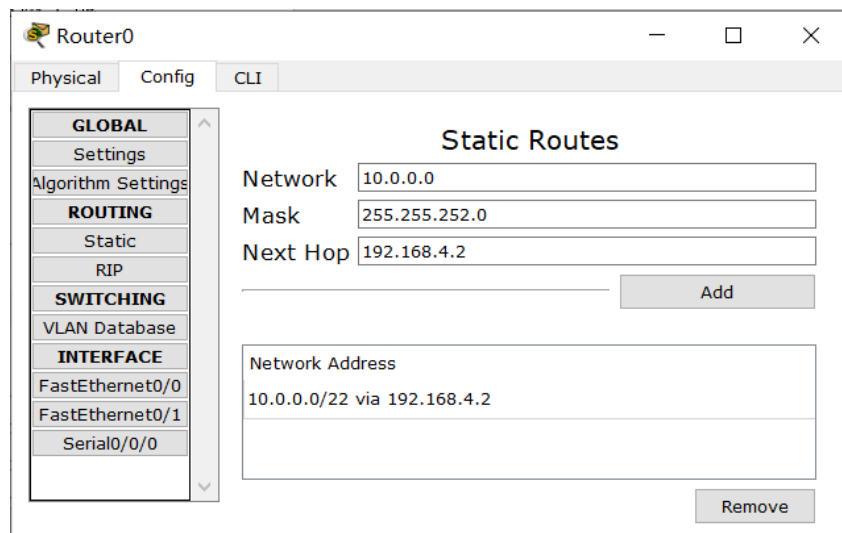 Router0
Physical Config CLI
GLOBAL
Settings
Algorithm Settings
ROUTING
Static
RIP
SWITCHING
VLAN Database
INTERFACE
FastEthernet0/0
FastEthernet0/1
Serial0/0/0
Static Routes
Network 10.0.0.0
Mask 255.255.252.0
Next Hop 192.168.4.2
Add
Network Address
10.0.0.0/22 via 192.168.4.2
Remove